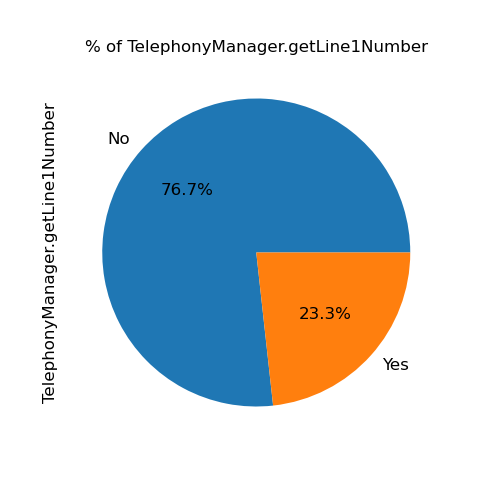 % of TelephonyManager.getLine1Number
TelephonyManager.getLine1Number
No
76.7%
23.3%
Yes